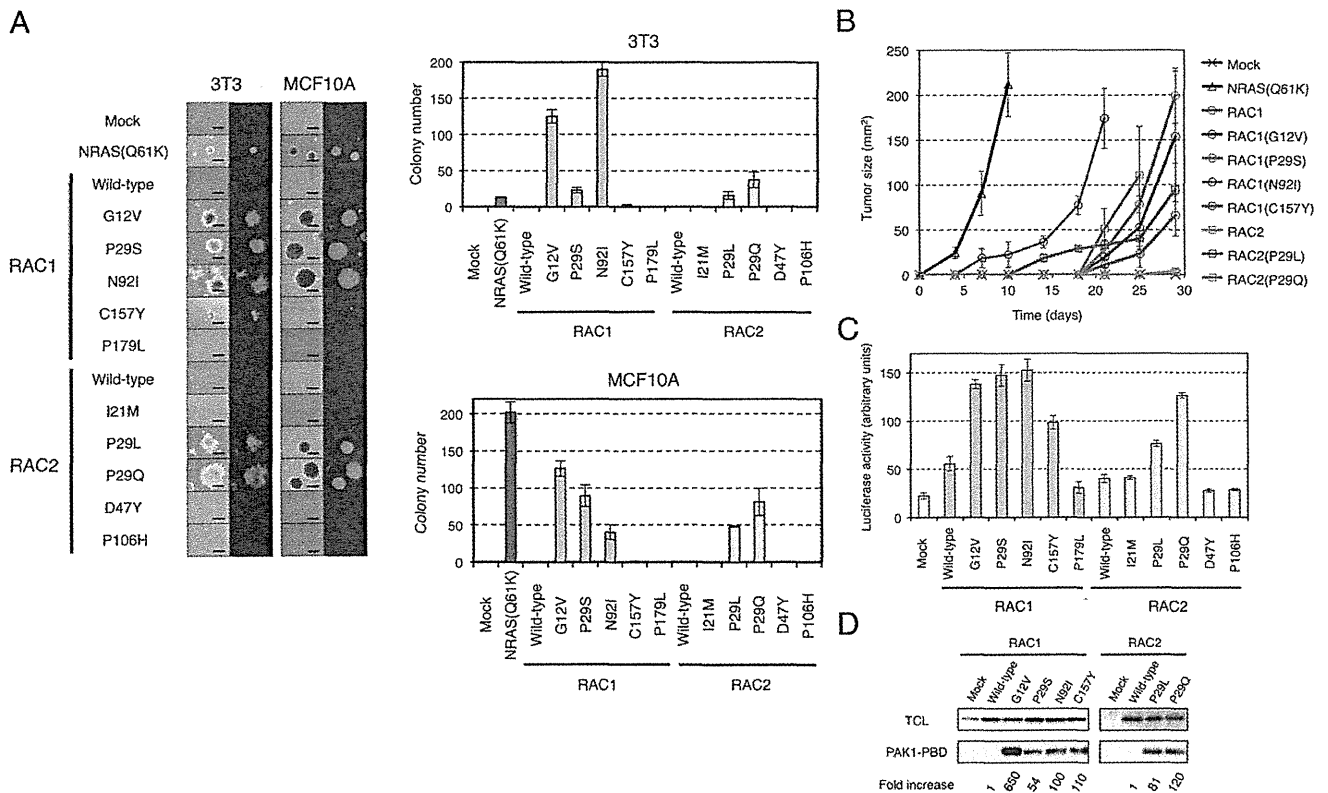 A
3T3 MCF10A
Mock
NRAS(Q61K)
Wild-type
G12V
P29S
N92I
C157Y
P179L
RAC1
Wild-type
I21M
P29L
P29Q
D47Y
P106H
RAC2
3T3
Colony number
200
150
100
50
0
Mock
NRAS(Q61K)
Wild-type
G12V
P29S
N92I
C157Y
P179L
Wild-type
I21M
P29L
P29Q
D47Y
P106H
RAC1 RAC2
MCF10A
Colony number
200
150
100
50
0
Mock
NRAS(Q61K)
Wild-type
G12V
P29S
N92I
C157Y
P179L
Wild-type
I21M
P29L
P29Q
D47Y
P106H
RAC1 RAC2
B
Tumor size (mm²)
250
200
150
100
50
0
0 5 10 15 20 25 30
Time (days)
Mock
NRAS(Q61K)
RAC1
RAC1(G12V)
RAC1(P29S)
RAC1(N92I)
RAC1(C157Y)
RAC2
RAC2(P29L)
RAC2(P29Q)
C
Luciferase activity (arbitrary units)
150
100
50
0
Mock
Wild-type
G12V
P29S
N92I
C157Y
P179L
Wild-type
I21M
P29L
P29Q
D47Y
P106H
RAC1 RAC2
D
RAC1 RAC2
Mock Wild-type G12V P29S N92I C157Y Mock Wild-type P29L P29Q
TCL
PAK1-PBD
Fold increase 1 650 54 100 110 1 81 120